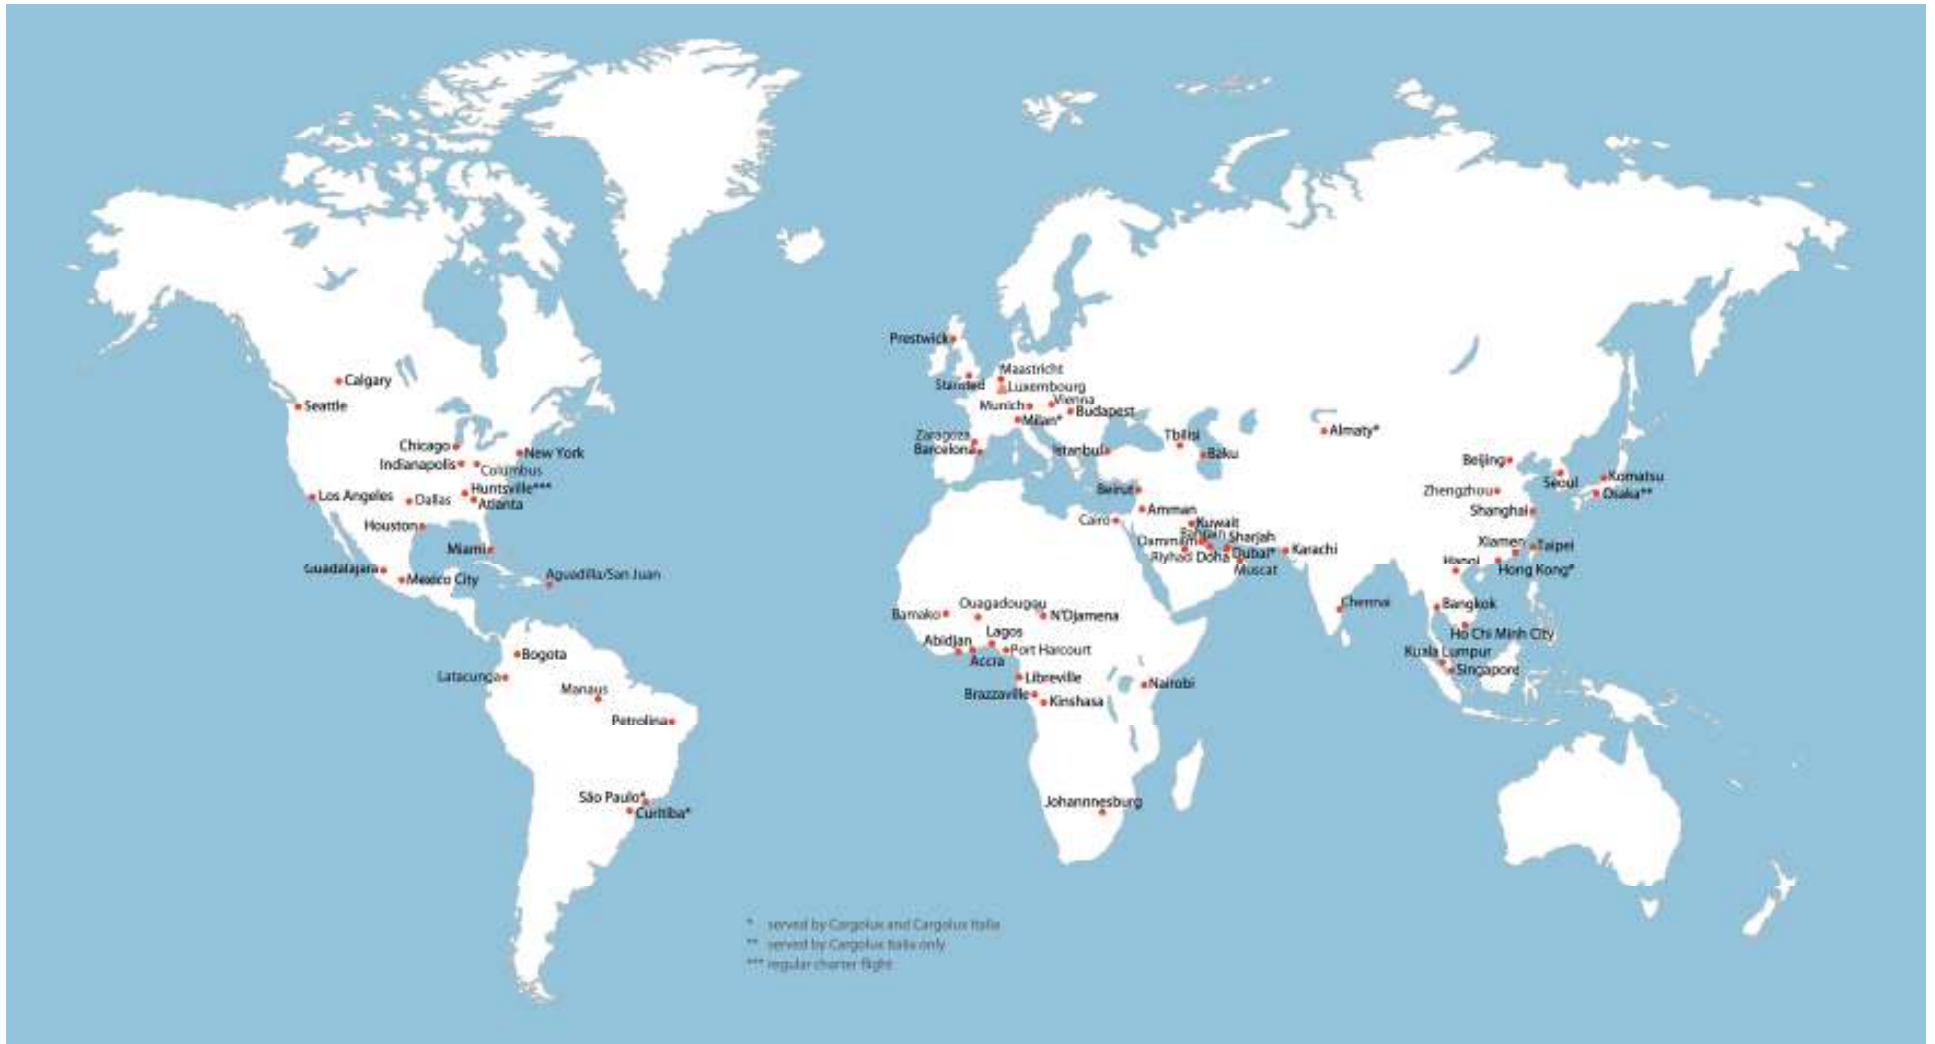 Prestwick
Maastricht
Stansted
Luxembourg
Calgary
Vienna
Munich
Budapest
Seattle
Milan*
Almaty*
Zaragoza
Tbilisi
Chicago
Barcelona
Istanbul
Baku
New York
Beijing
Indianapolis
Columbus
Komatsu
Seoul
Huntsville***
Beirut
Zhengzhou
Osaka**
Los Angeles
Dallas
Atlanta
Amman
Shanghai
Houston
Cairo
Kuwait
Bahrain
Sharjah
Dammam
Xiamen
Taipei
Miami
Dubai*
Karachi
Riyhad
Doha
Hanoi
Guadalajara
Muscat
Hong Kong*
Mexico City
Aguadilla/San Juan
Ouagadougou
Chennai
Bangkok
Bamako
N'Djamena
Lagos
Ho Chi Minh City
Abidjan
Port Harcourt
Kuala Lumpur
Bogota
Accra
Singapore
Latacunga
Libreville
Manaus
Nairobi
Brazzaville
Kinshasa
Petrolina
São Paulo*
Johannnesburg
Curitiba*
* served by Cargolux and Cargolux Italia
** served by Cargolux Italia only
*** regular charter flight